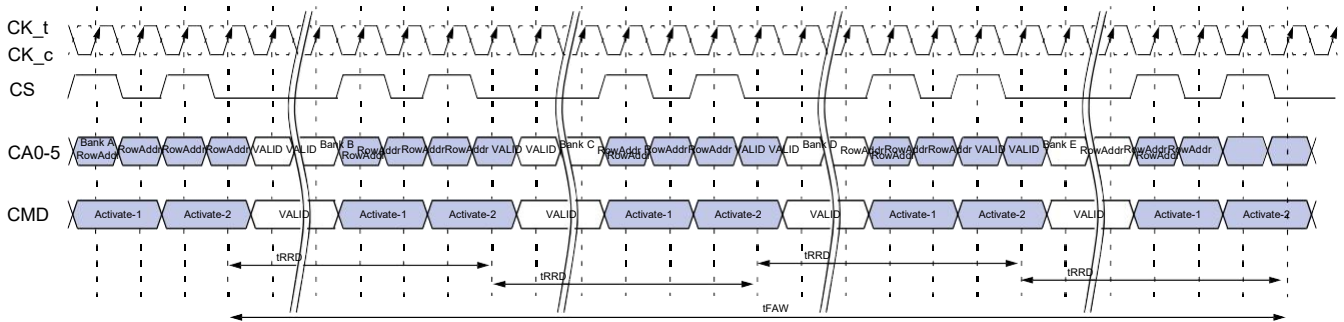 CK_t
CK_c
CS
CA0-5 Bank A RowAddr RowAddr RowAddr RowAddr VALID VALID Bank B RowAddr RowAddr RowAddr RowAddr VALID VALID Bank C RowAddr RowAddr RowAddr RowAddr VALID VALID Bank D RowAddr RowAddr RowAddr RowAddr VALID VALID Bank E RowAddr RowAddr RowAddr
CMD Activate-1 Activate-2 VALID Activate-1 Activate-2 VALID Activate-1 Activate-2 VALID Activate-1 Activate-2 VALID Activate-1 Activate-2
tRRD tRRD
tRRD tRRD
tFAW